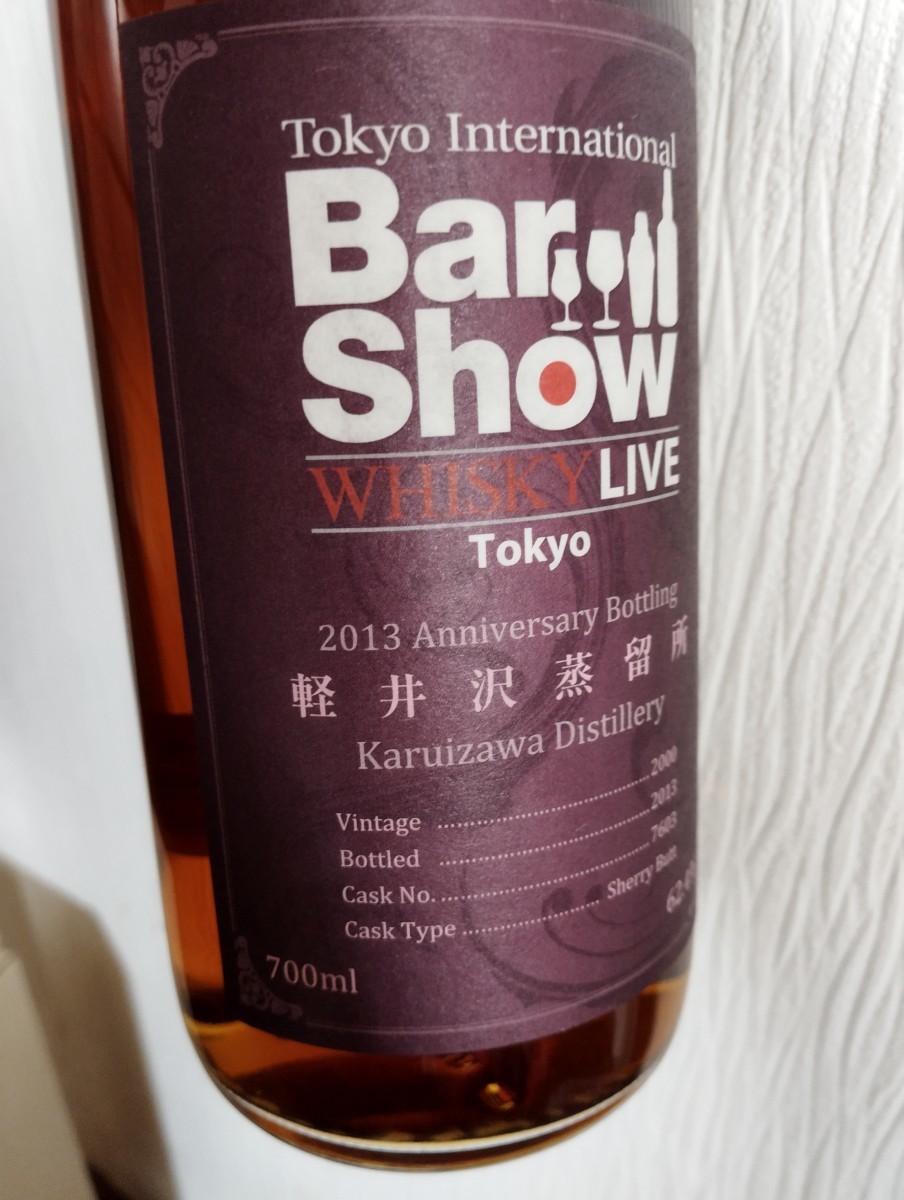 Tokyo International
Bar
Show
WHISKY LIVE
Tokyo
2013 Anniversary Bottling
軽井沢蒸留所
Karuizawa Distillery
Vintage ........................ 2000
Bottled ........................ 2013
Cask No. ........................ 7603
Cask Type .................. Sherry Butt
700ml